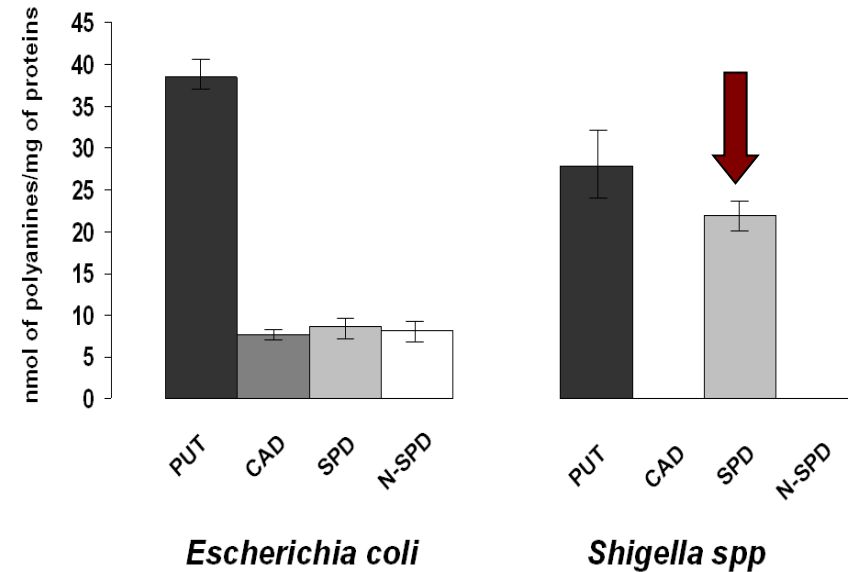 nmol of polyamines/mg of proteins
45
40
35
30
25
20
15
10
5
0
PUT
CAD
SPD
N-SPD
PUT
CAD
SPD
N-SPD
Escherichia coli
Shigella spp